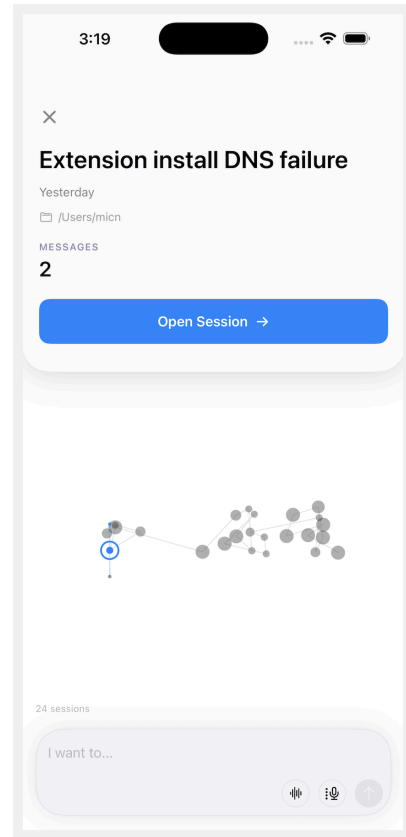 3:19
Extension install DNS failure
Yesterday
/Users/micn
MESSAGES
2
Open Session →
24 sessions
I want to...